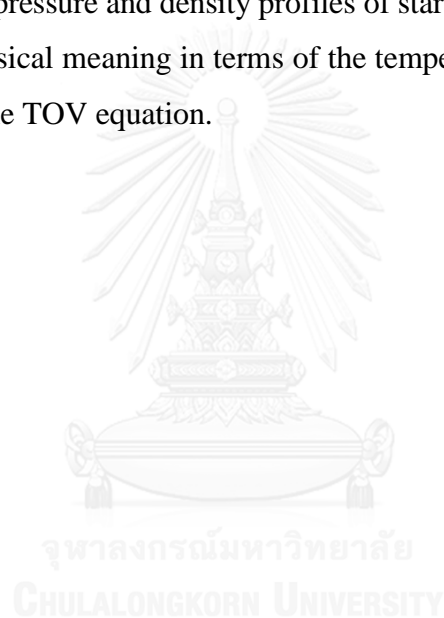 pressure and density profiles of star
sical meaning in terms of the tempe
e TOV equation.
จุฬาลงกรณ์มหาวิทยาลัย
CHULALONGKORN UNIVERSITY